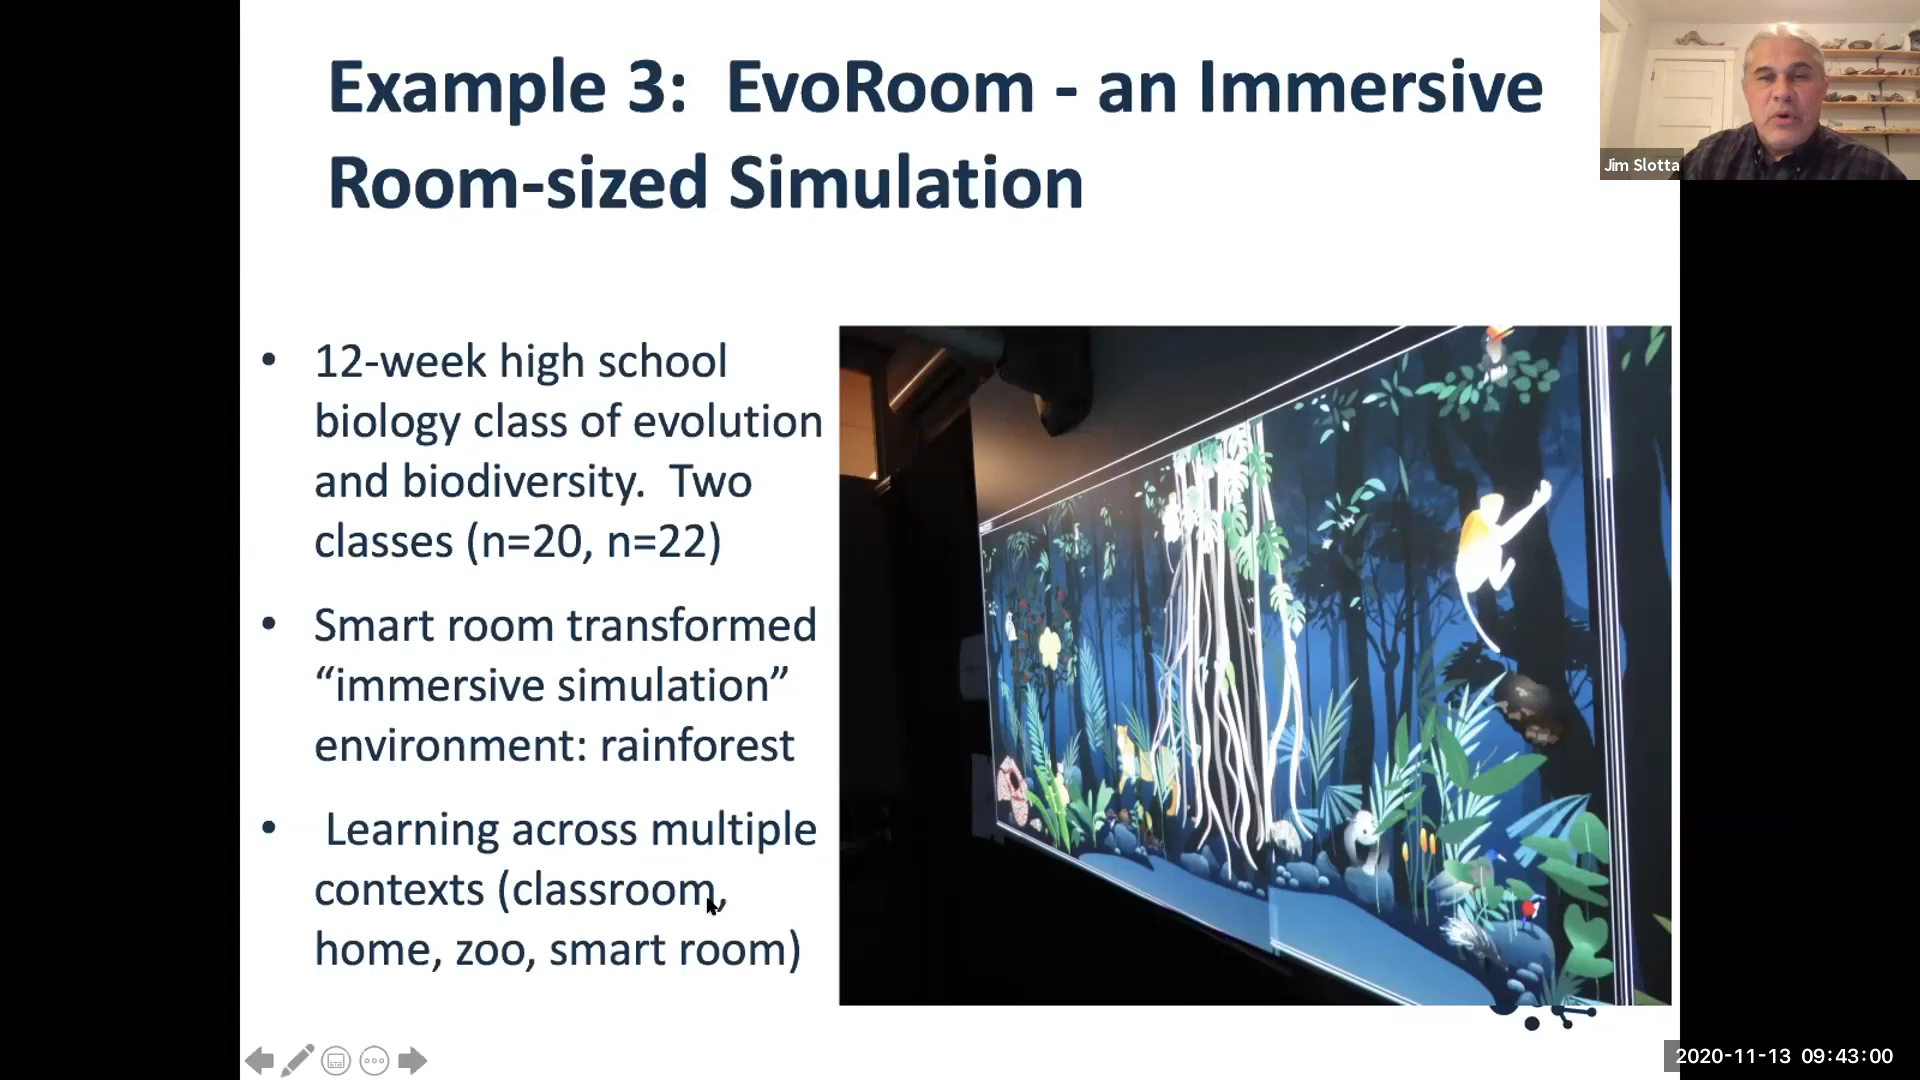 Example 3:  EvoRoom - an Immersive
Room-sized Simulation
Jim Slotta
• 12-week high school
biology class of evolution
and biodiversity.  Two
classes (n=20, n=22)
• Smart room transformed
“immersive simulation”
environment: rainforest
• Learning across multiple
contexts (classroom,
home, zoo, smart room)
2020-11-13 09:43:00